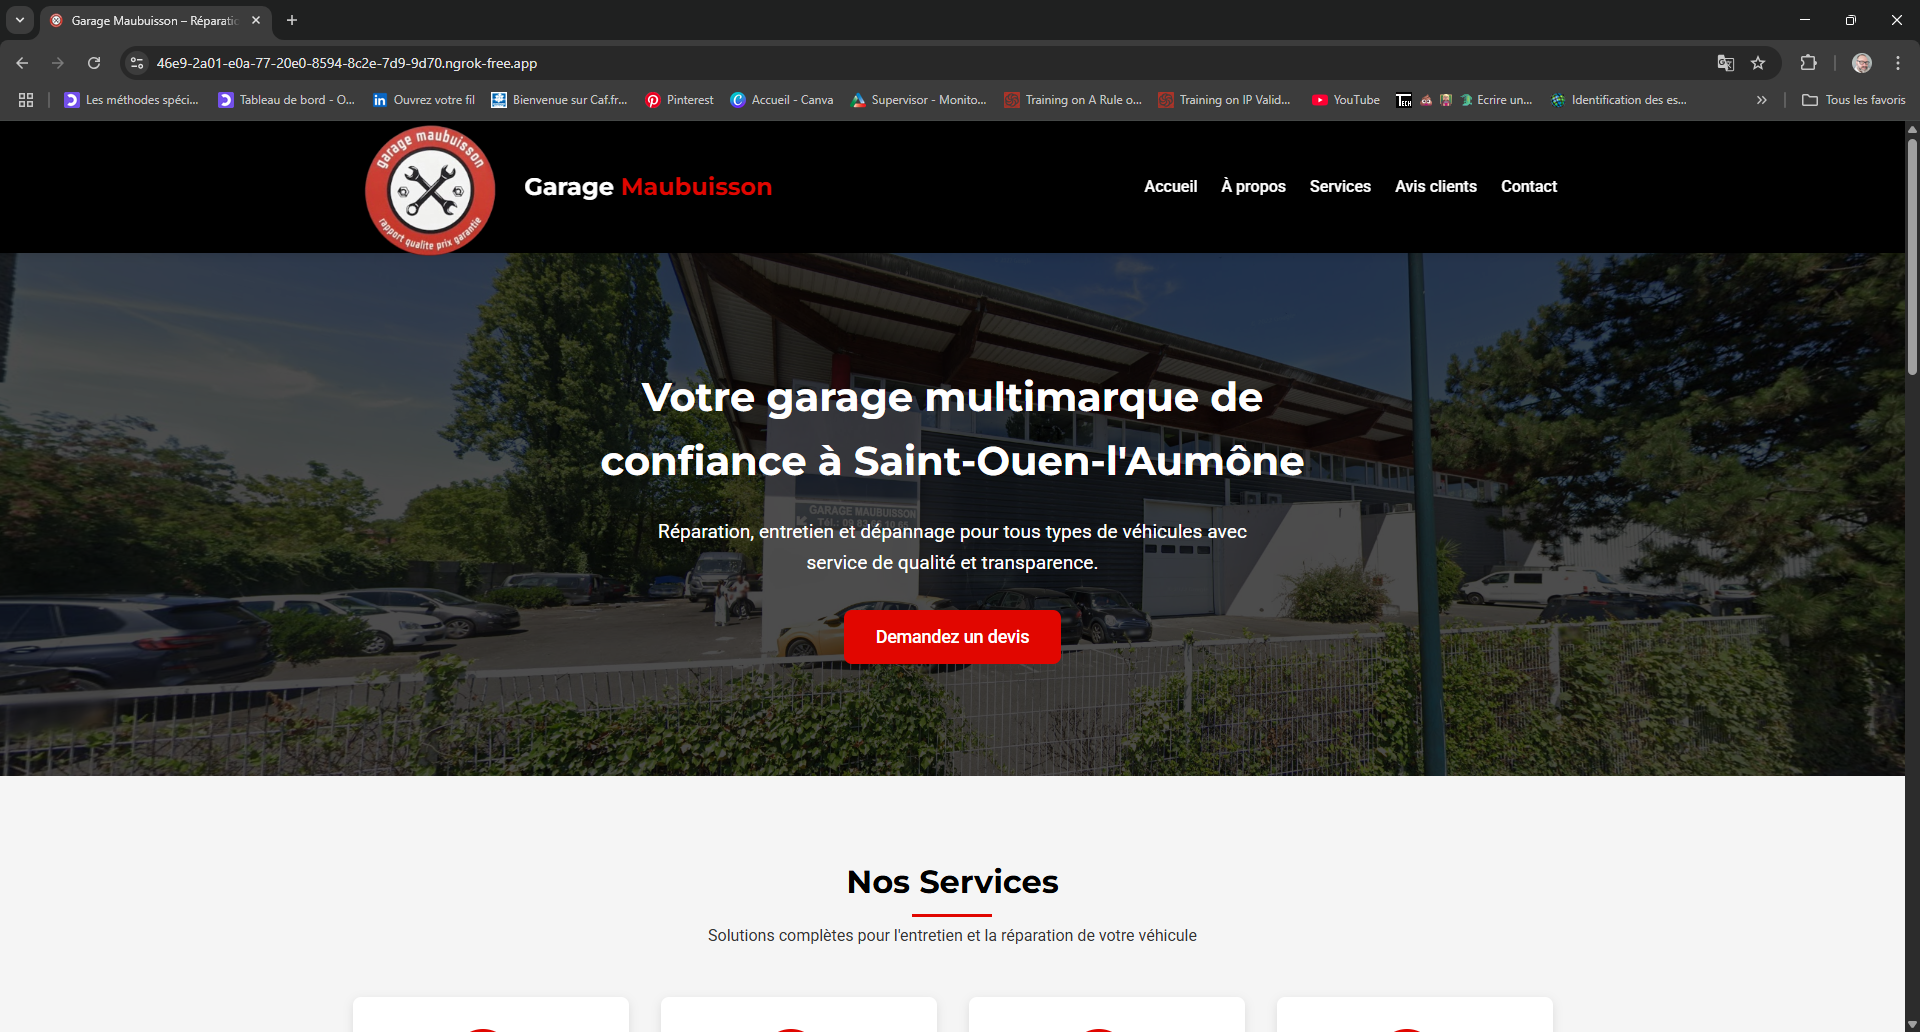 Garage Maubuisson – Réparatio
46e9-2a01-e0a-77-20e0-8594-8c2e-7d9-9d70.ngrok-free.app
Les méthodes spéci...
Tableau de bord - O...
Ouvrez votre fil
Bienvenue sur Caf.fr...
Pinterest
Accueil - Canva
Supervisor - Monito...
Training on A Rule o...
Training on IP Valid...
YouTube
TECH
Ecrire un...
Identification des es...
Tous les favoris
garage maubuisson
rapport qualite prix garantie
Garage Maubuisson
Accueil
À propos
Services
Avis clients
Contact
Votre garage multimarque de
confiance à Saint-Ouen-l'Aumône
GARAGE MAUBUISSON
Réparation, entretien et dépannage pour tous types de véhicules avec
service de qualité et transparence.
Demandez un devis
Nos Services
Solutions complètes pour l'entretien et la réparation de votre véhicule